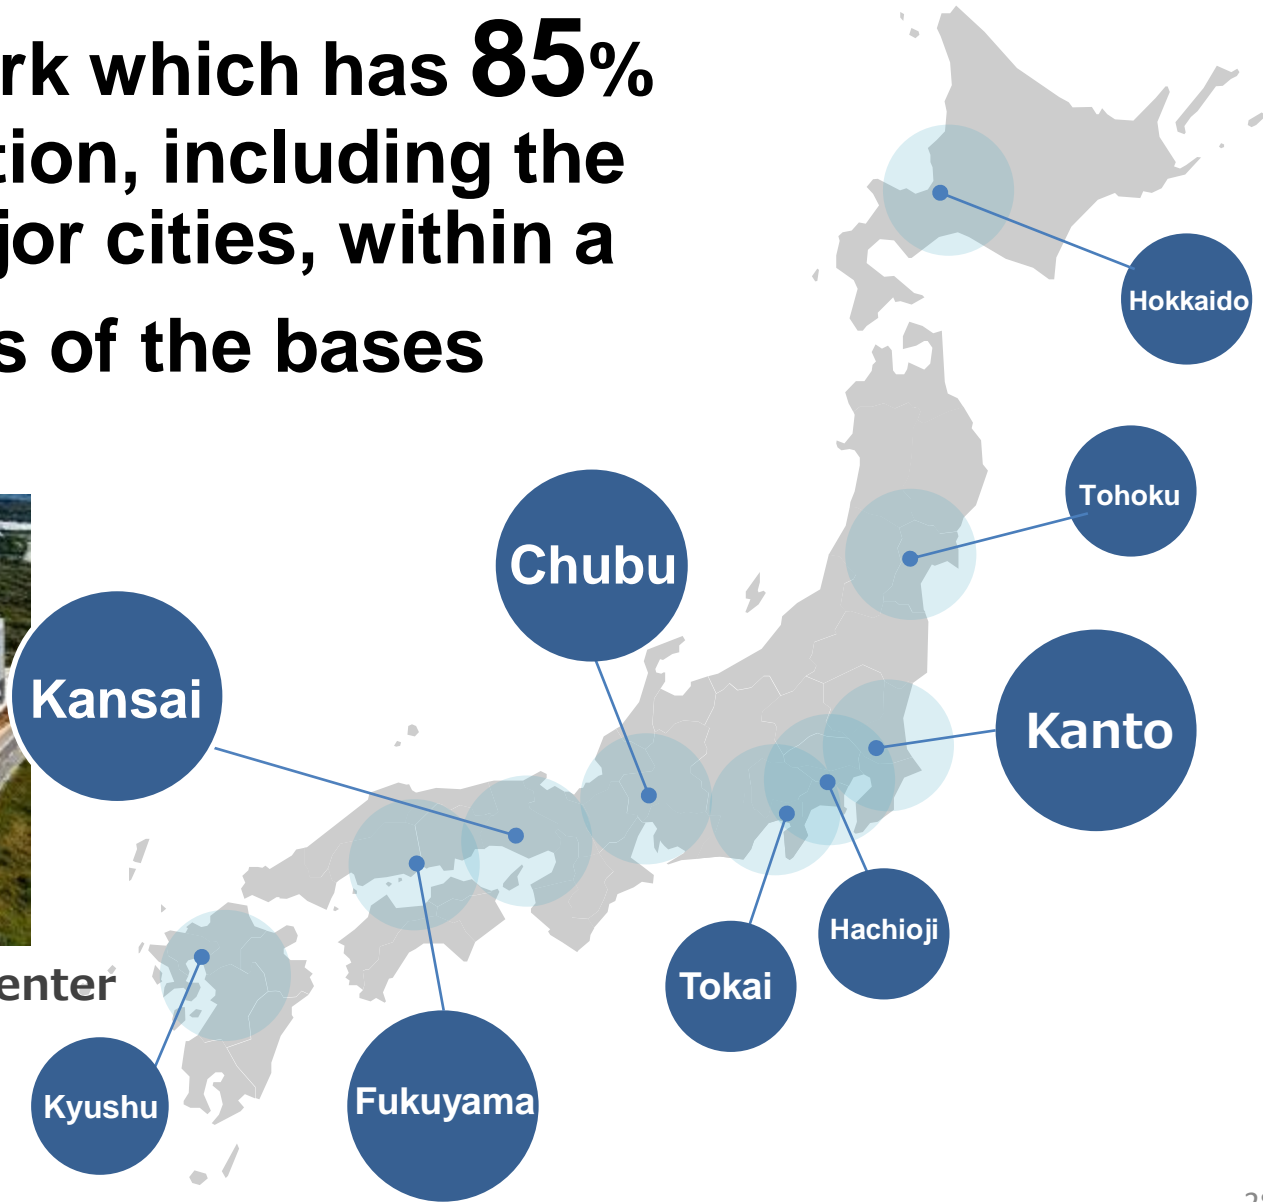 rk which has 85%
tion, including the
jor cities, within a
s of the bases
Hokkaido
Tohoku
Chubu
Kansai
Kanto
Hachioji
Tokai
enter
Kyushu
Fukuyama